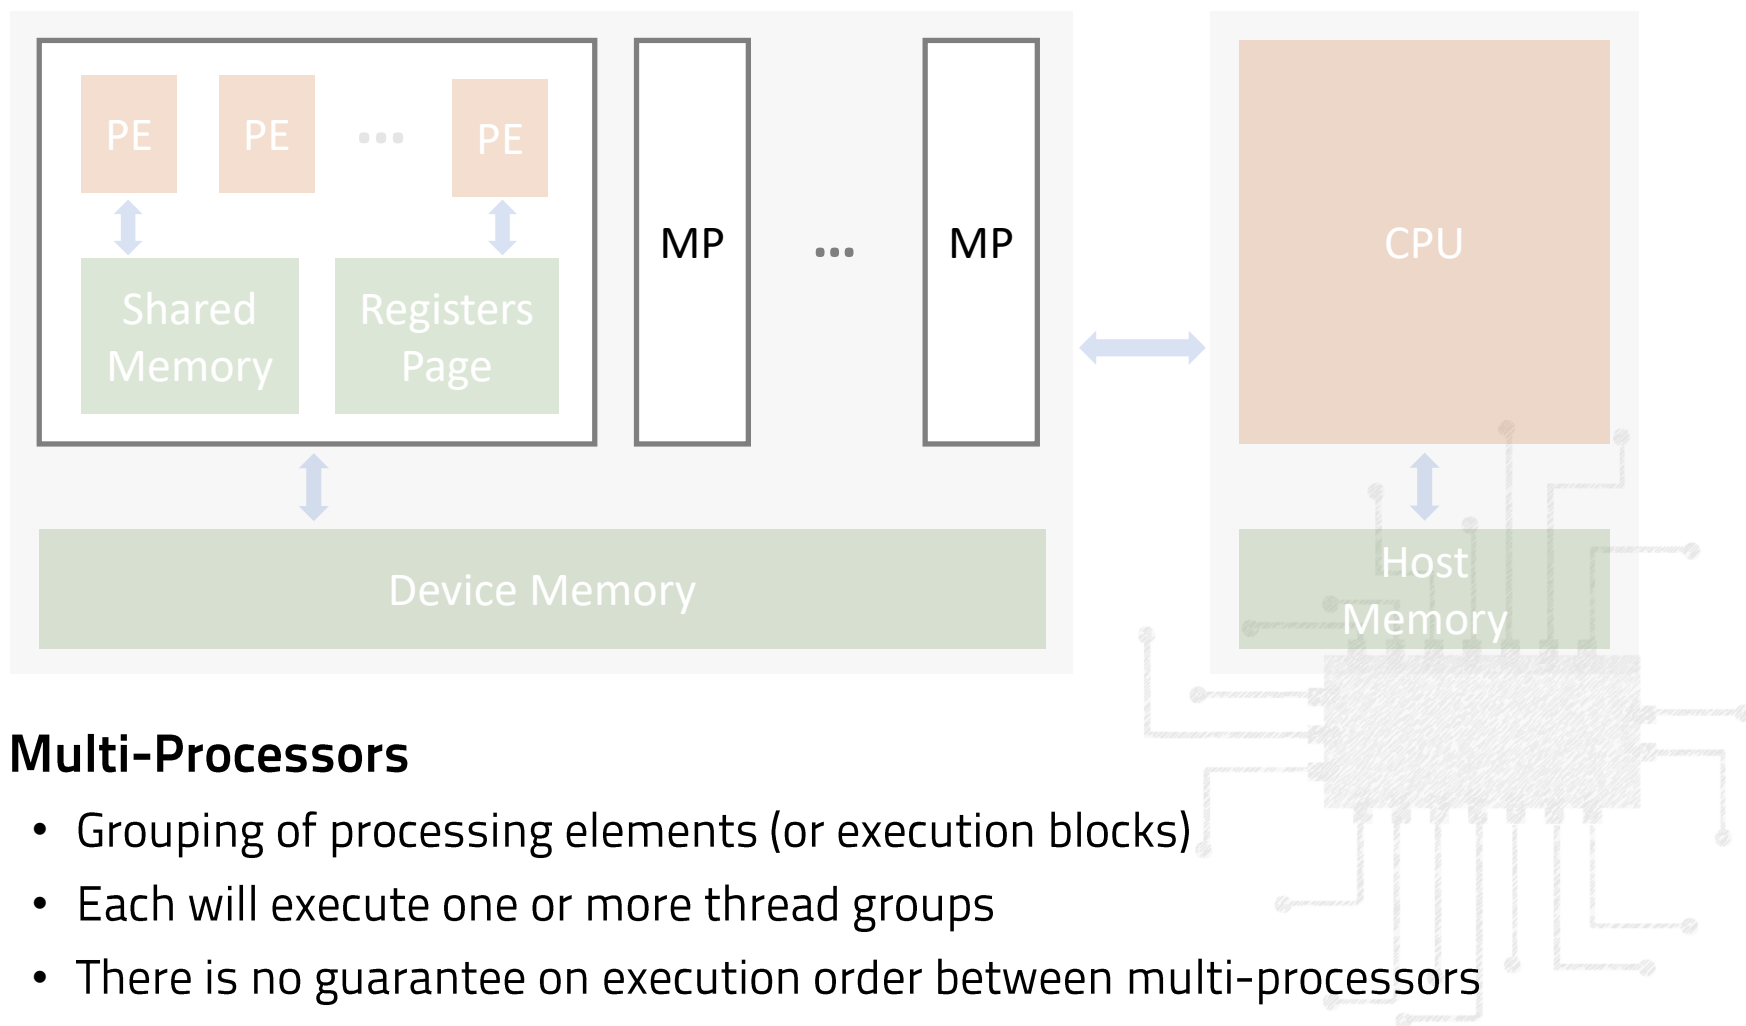 PE
PE
...
PE
Shared
Memory
Registers
Page
MP
...
MP
CPU
Device Memory
Host
Memory
Multi-Processors
• Grouping of processing elements (or execution blocks)
• Each will execute one or more thread groups
• There is no guarantee on execution order between multi-processors